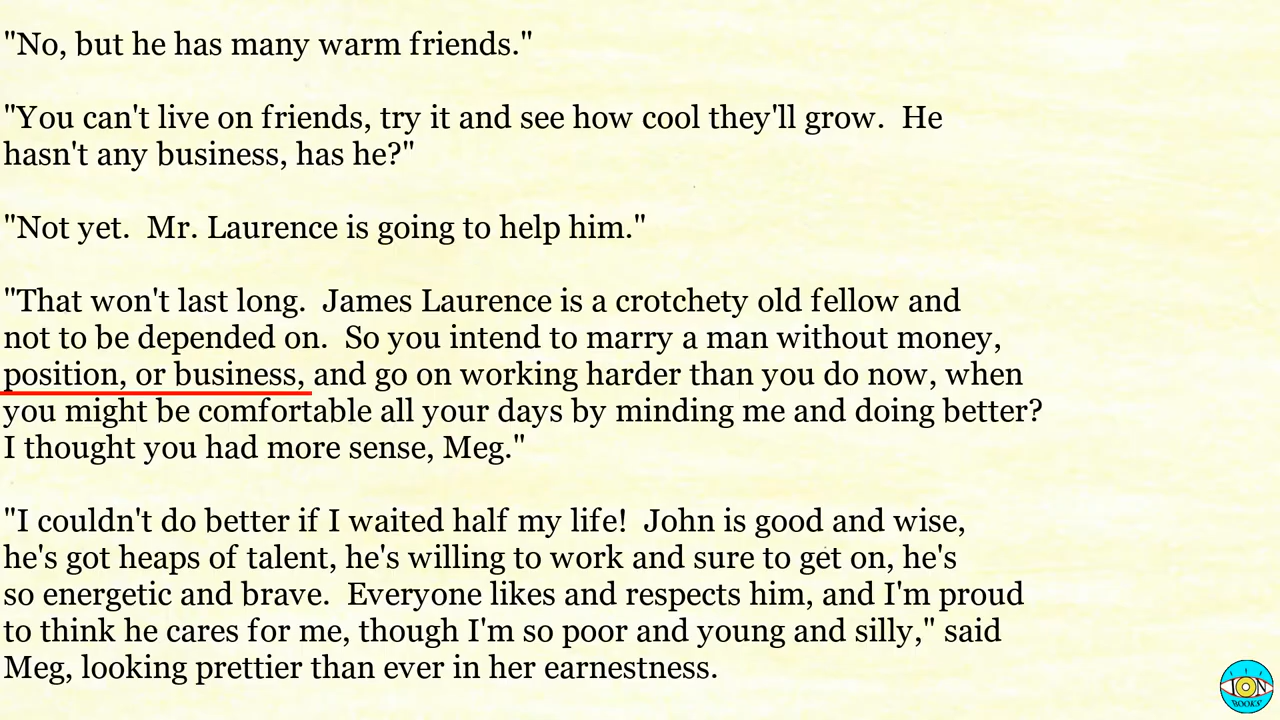 "No, but he has many warm friends."
"You can't live on friends, try it and see how cool they'll grow.  He
hasn't any business, has he?"
"Not yet.  Mr. Laurence is going to help him."
"That won't last long.  James Laurence is a crotchety old fellow and
not to be depended on.  So you intend to marry a man without money,
position, or business, and go on working harder than you do now, when
you might be comfortable all your days by minding me and doing better?
I thought you had more sense, Meg."
"I couldn't do better if I waited half my life!  John is good and wise,
he's got heaps of talent, he's willing to work and sure to get on, he's
so energetic and brave.  Everyone likes and respects him, and I'm proud
to think he cares for me, though I'm so poor and young and silly," said
Meg, looking prettier than ever in her earnestness.
ION
BOOKS